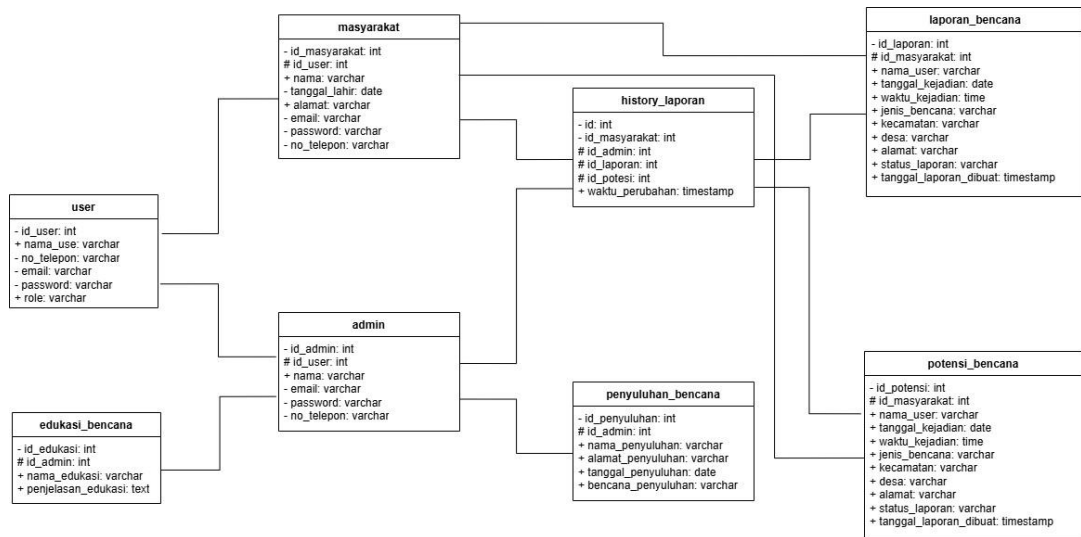 masyarakat
- id_masyarakat: int
# id_user: int
+ nama: varchar
- tanggal_lahir: date
+ alamat: varchar
- email: varchar
- password: varchar
- no_telepon: varchar
laporan_bencana
- id_laporan: int
# id_masyarakat: int
+ nama_user: varchar
+ tanggal_kejadian: date
+ waktu_kejadian: time
+ jenis_bencana: varchar
+ kecamatan: varchar
+ desa: varchar
+ alamat: varchar
+ status_laporan: varchar
+ tanggal_laporan_dibuat: timestamp
history_laporan
- id: int
- id_masyarakat: int
# id_admin: int
# id_laporan: int
# id_potesi: int
+ waktu_perubahan: timestamp
user
- id_user: int
+ nama_use: varchar
- no_telepon: varchar
- email: varchar
- password: varchar
+ role: varchar
admin
- id_admin: int
# id_user: int
+ nama: varchar
- email: varchar
- password: varchar
- no_telepon: varchar
edukasi_bencana
- id_edukasi: int
# id_admin: int
+ nama_edukasi: varchar
+ penjelasan_edukasi: text
penyuluhan_bencana
- id_penyuluhan: int
# id_admin: int
+ nama_penyuluhan: varchar
+ alamat_penyuluhan: varchar
+ tanggal_penyuluhan: date
+ bencana_penyuluhan: varchar
potensi_bencana
- id_potensi: int
# id_masyarakat: int
+ nama_user: varchar
+ tanggal_kejadian: date
+ waktu_kejadian: time
+ jenis_bencana: varchar
+ kecamatan: varchar
+ desa: varchar
+ alamat: varchar
+ status_laporan: varchar
+ tanggal_laporan_dibuat: timestamp